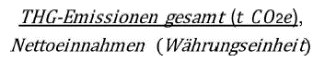 THG-Emissionen gesamt (t CO2e),
Nettoeinnahmen (Währungseinheit)